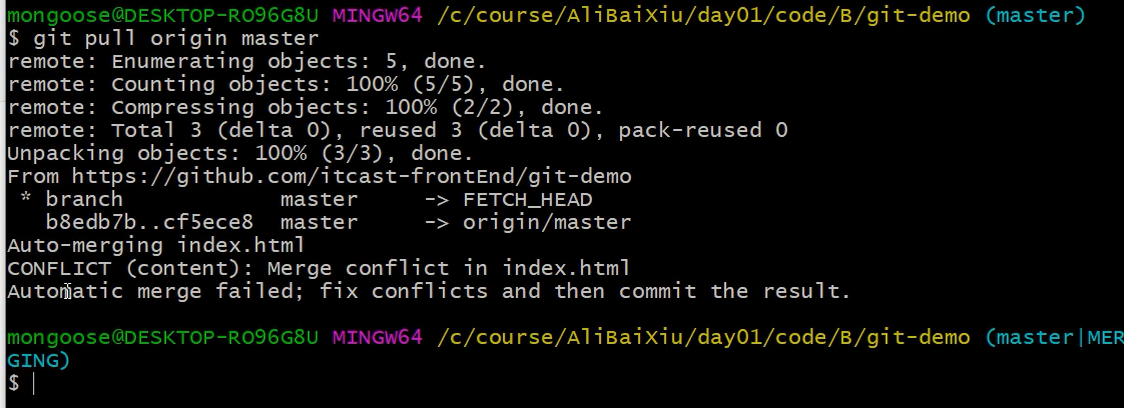 mongoose@DESKTOP-RO96G8U MINGW64 /c/course/AliBaiXiu/day01/code/B/git-demo (master)
$ git pull origin master
remote: Enumerating objects: 5, done.
remote: Counting objects: 100% (5/5), done.
remote: Compressing objects: 100% (2/2), done.
remote: Total 3 (delta 0), reused 3 (delta 0), pack-reused 0
Unpacking objects: 100% (3/3), done.
From https://github.com/itcast-frontEnd/git-demo
 * branch            master     -> FETCH_HEAD
   b8edb7b..cf5ece8  master     -> origin/master
Auto-merging index.html
CONFLICT (content): Merge conflict in index.html
Automatic merge failed; fix conflicts and then commit the result.
mongoose@DESKTOP-RO96G8U MINGW64 /c/course/AliBaiXiu/day01/code/B/git-demo (master|MER
GING)
$